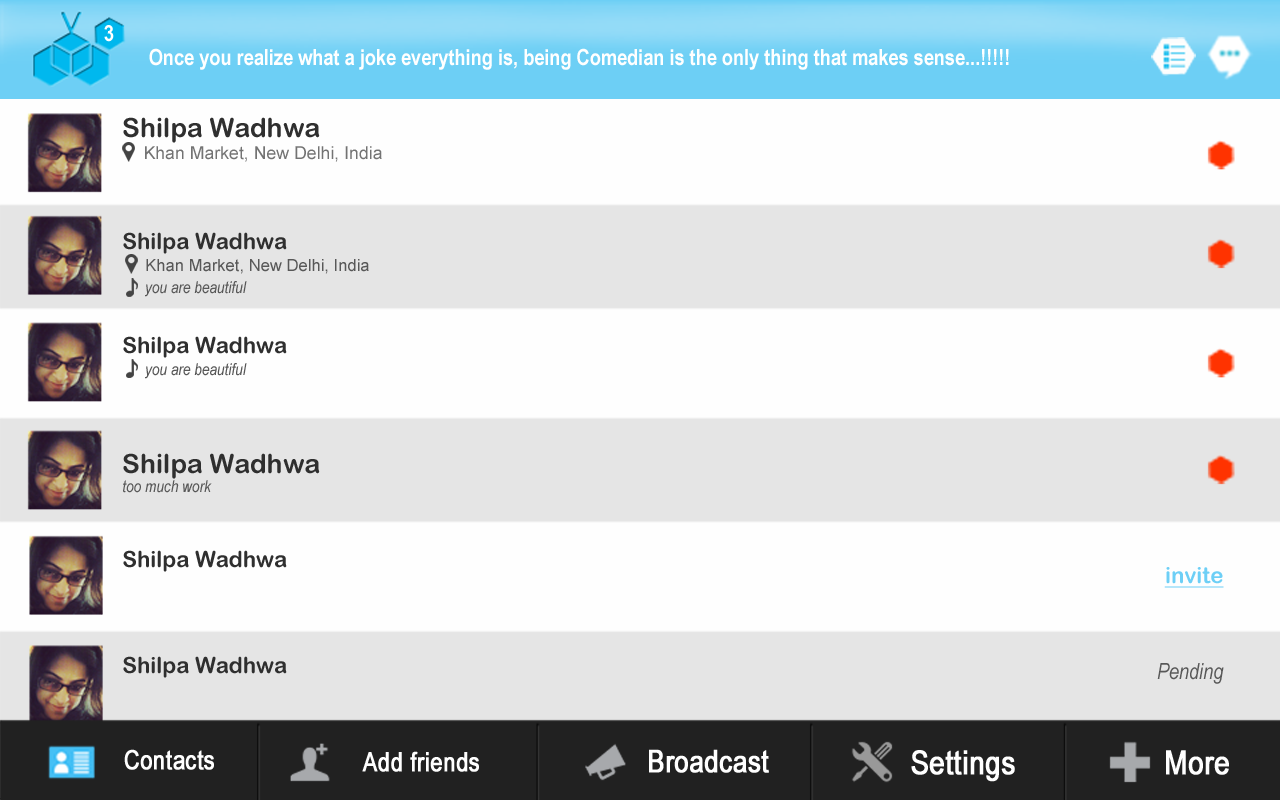 3
Once you realize what a joke everything is, being Comedian is the only thing that makes sense...!!!!!
Shilpa Wadhwa
Khan Market, New Delhi, India
Shilpa Wadhwa
Khan Market, New Delhi, India
you are beautiful
Shilpa Wadhwa
you are beautiful
Shilpa Wadhwa
too much work
Shilpa Wadhwa
invite
Shilpa Wadhwa
Pending
Contacts
Add friends
Broadcast
Settings
More